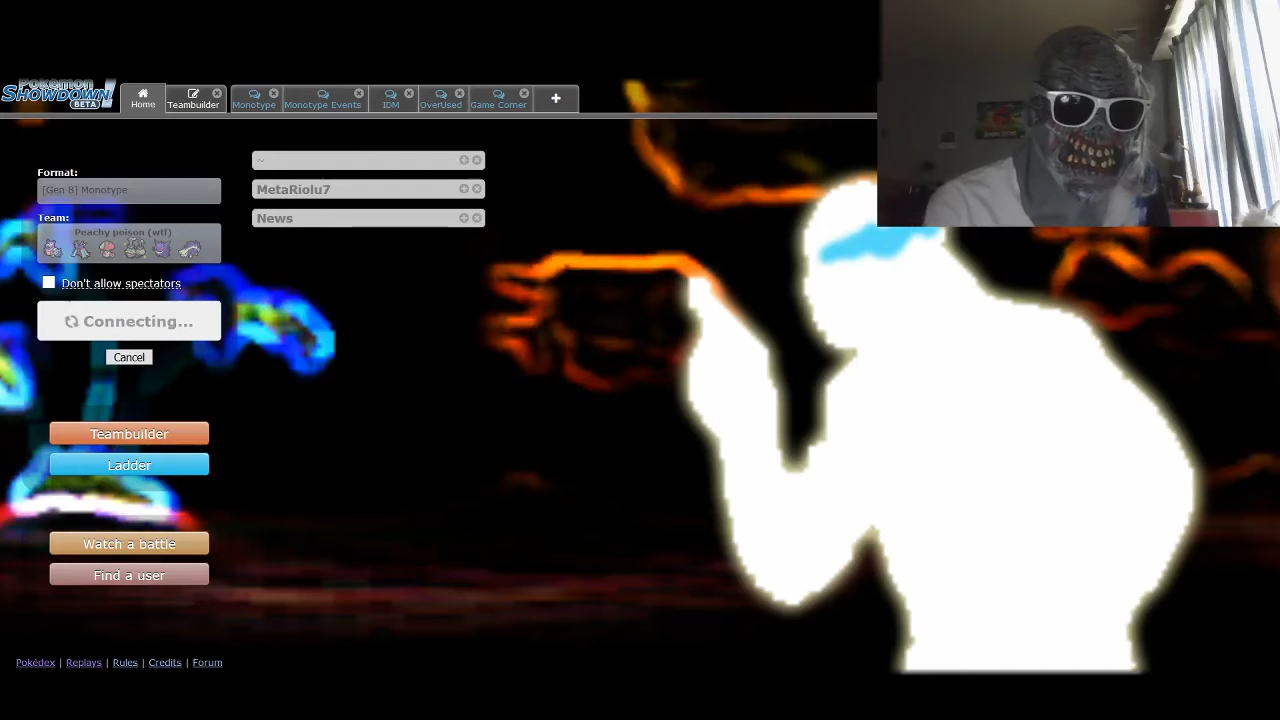 Pokémon
SHOWDOWN!
BETA
Home
Teambuilder
Monotype
Monotype Events
IDM
OverUsed
Game Corner
Format:
[Gen 8] Monotype
Team:
Peachy poison (wtf)
Don't allow spectators
Connecting...
Cancel
Teambuilder
Ladder
Watch a battle
Find a user
~
MetaRiolu7
News
Pokédex | Replays | Rules | Credits | Forum